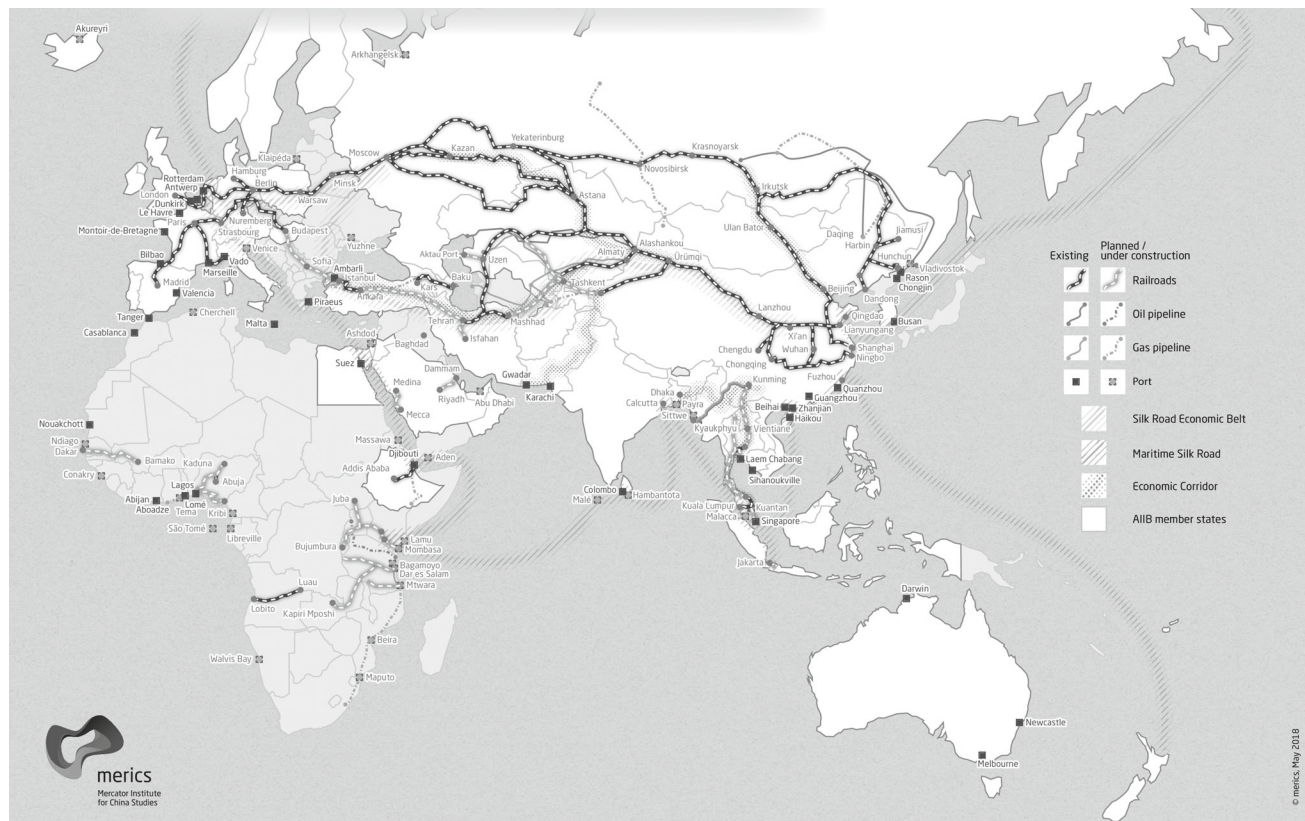 Akureyri
Arkhangelsk
Klaipéda
Moscow
Kazan
Yekaterinburg
Krasnoyarsk
Novosibirsk
Irkutsk
Rotterdam
Antwerp
Hamburg
Berlin
London
Dunkirk
Le Havre
Warsaw
Minsk
Astana
Paris
Nuremberg
Strasbourg
Budapest
Montoir-de-Bretagne
Yuzhne
Ulan Bator
Daqing
Harbin
Jiamusi
Venice
Aktau Port
Uzen
Almaty
Alashankou
Ürümqi
Hunchun
Vladivostok
Bilbao
Vado
Marseille
Sofia
Ambarli
Istanbul
Kars
Baku
Tashkent
Rason
Chongjin
Madrid
Valencia
Ankara
Piraeus
Beijing
Dandong
Tanger
Cherchell
Malta
Tehran
Mashhad
Lanzhou
Qingdao
Busan
Casablanca
Ashdod
Baghdad
Isfahan
Xi'an
Lianyungang
Suez
Dammam
Chengdu
Wuhan
Shanghai
Chongqing
Ningbo
Medina
Riyadh
Abu Dhabi
Gwadar
Karachi
Dhaka
Kunming
Fuzhou
Quanzhou
Mecca
Calcutta
Payra
Beihai
Guangzhou
Zhanjian
Sittwe
Haikou
Nouakchott
Massawa
Kyaukphyu
Vientiane
Ndiago
Dakar
Bamako
Kaduna
Djibouti
Aden
Laem Chabang
Conakry
Abuja
Addis Ababa
Sihanoukville
Lagos
Abijan
Aboadze
Lomé
Tema
Kribi
Juba
Colombo
Malé
Hambantota
Kuala Lumpur
Kuantan
Malacca
Singapore
São Tomé
Libreville
Bujumbura
Lamu
Mombasa
Bagamoyo
Dar es Salam
Mtwara
Jakarta
Luau
Lobito
Kapiri Mposhi
Darwin
Beira
Walvis Bay
Maputo
Newcastle
Melbourne
Existing
Planned /
under construction
Railroads
Oil pipeline
Gas pipeline
Port
Silk Road Economic Belt
Maritime Silk Road
Economic Corridor
AIIB member states
merics
Mercator Institute
for China Studies
© merics, May 2018